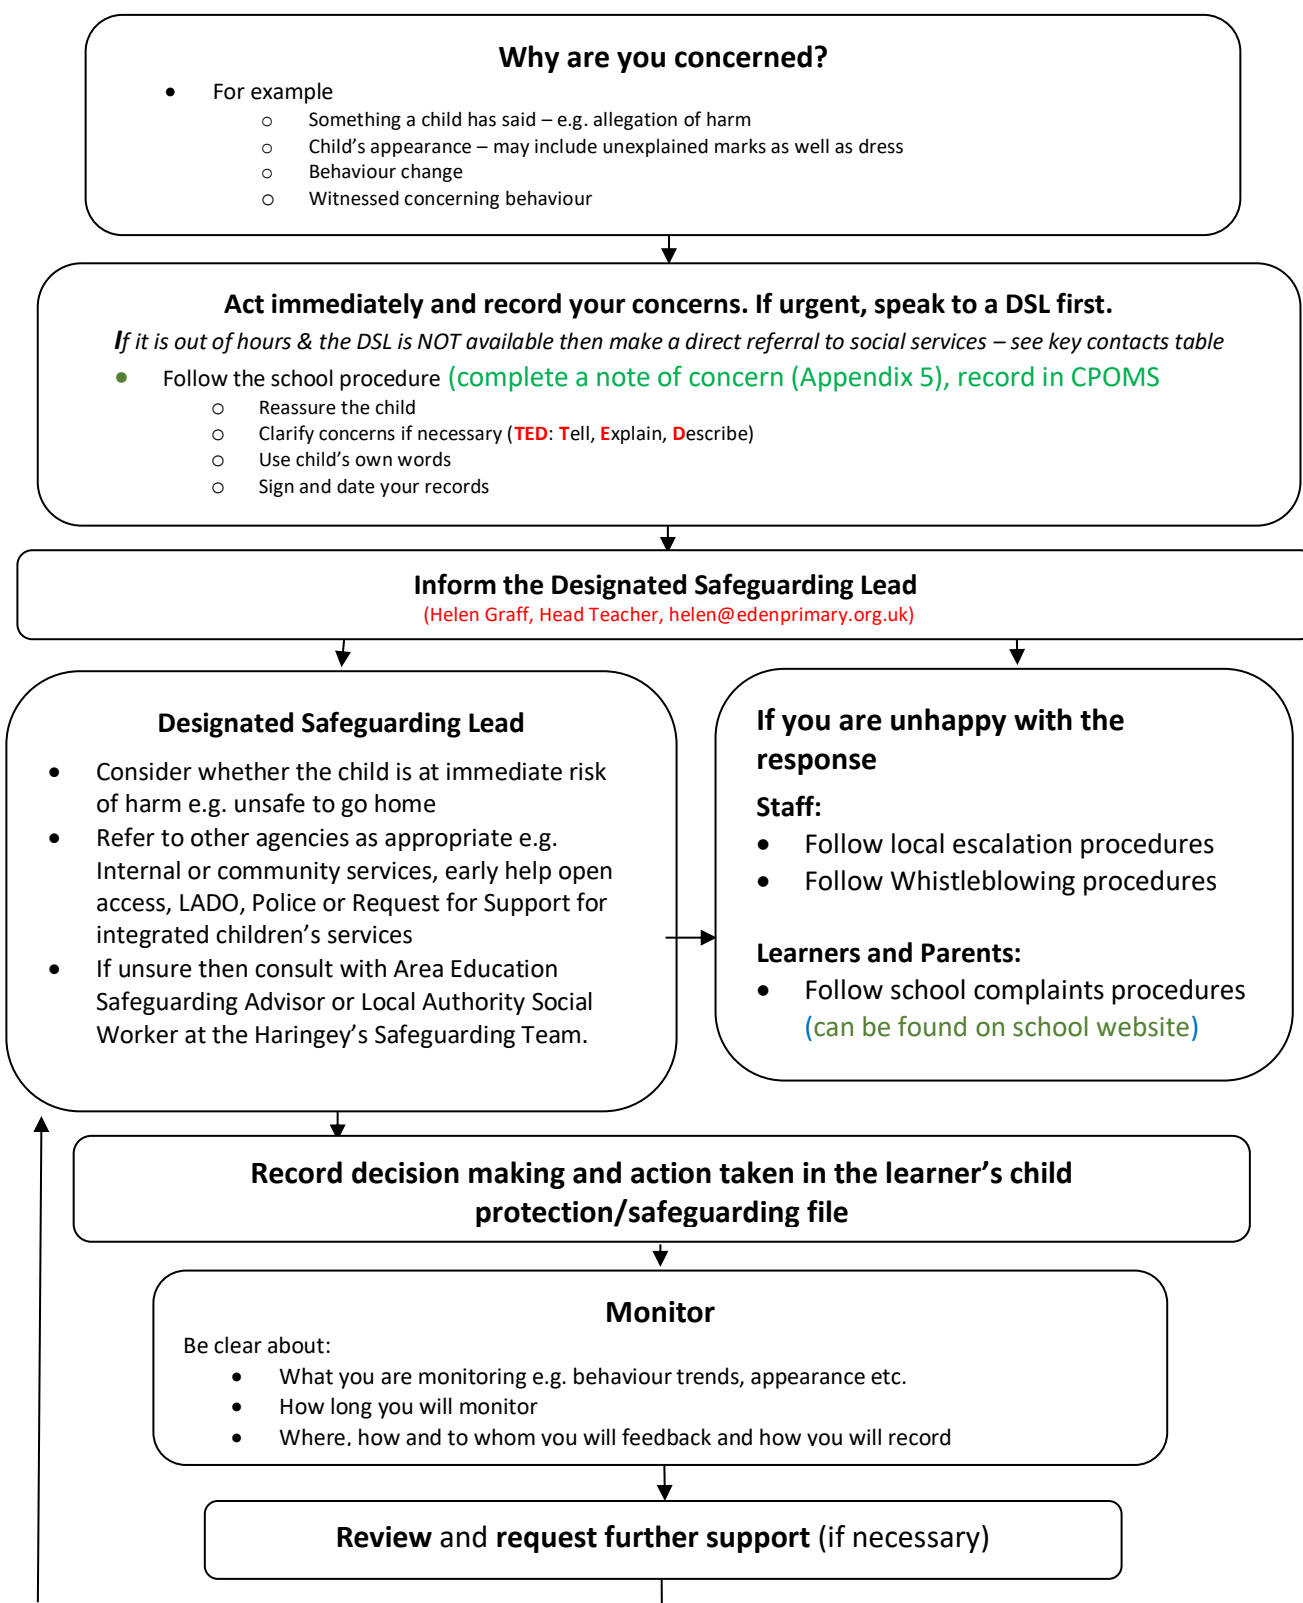 Why are you concerned?
• For example
o Something a child has said – e.g. allegation of harm
o Child's appearance – may include unexplained marks as well as dress
o Behaviour change
o Witnessed concerning behaviour
Act immediately and record your concerns. If urgent, speak to a DSL first.
If it is out of hours & the DSL is NOT available then make a direct referral to social services – see key contacts table
• Follow the school procedure (complete a note of concern (Appendix 5), record in CPOMS
o Reassure the child
o Clarify concerns if necessary (TED: Tell, Explain, Describe)
o Use child's own words
o Sign and date your records
Inform the Designated Safeguarding Lead
(Helen Graff, Head Teacher, helen@edenprimary.org.uk)
Designated Safeguarding Lead
• Consider whether the child is at immediate risk
of harm e.g. unsafe to go home
• Refer to other agencies as appropriate e.g.
Internal or community services, early help open
access, LADO, Police or Request for Support for
integrated children's services
• If unsure then consult with Area Education
Safeguarding Advisor or Local Authority Social
Worker at the Haringey's Safeguarding Team.
If you are unhappy with the
response
Staff:
• Follow local escalation procedures
• Follow Whistleblowing procedures
Learners and Parents:
• Follow school complaints procedures
(can be found on school website)
Record decision making and action taken in the learner's child
protection/safeguarding file
Monitor
Be clear about:
• What you are monitoring e.g. behaviour trends, appearance etc.
• How long you will monitor
• Where, how and to whom you will feedback and how you will record
Review and request further support (if necessary)